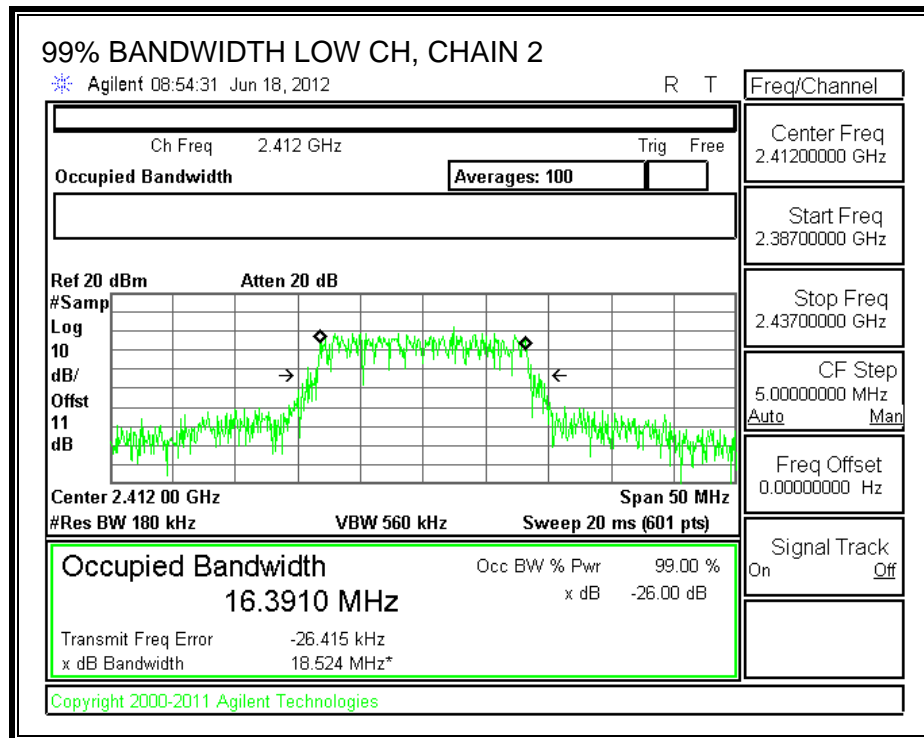 99% BANDWIDTH LOW CH, CHAIN 2
Agilent 08:54:31 Jun 18, 2012 R T
Freq/Channel
Ch Freq 2.412 GHz Trig Free
Occupied Bandwidth Averages: 100
Ref 20 dBm Atten 20 dB
#Samp
Log
10
dB/
Offst
11
dB
Center 2.412 00 GHz Span 50 MHz
#Res BW 180 kHz VBW 560 kHz Sweep 20 ms (601 pts)
Occupied Bandwidth Occ BW % Pwr 99.00 %
16.3910 MHz x dB -26.00 dB
Transmit Freq Error -26.415 kHz
x dB Bandwidth 18.524 MHz*
Copyright 2000-2011 Agilent Technologies
Center Freq
2.41200000 GHz
Start Freq
2.38700000 GHz
Stop Freq
2.43700000 GHz
CF Step
5.00000000 MHz
Auto Man
Freq Offset
0.00000000 Hz
Signal Track
On Off